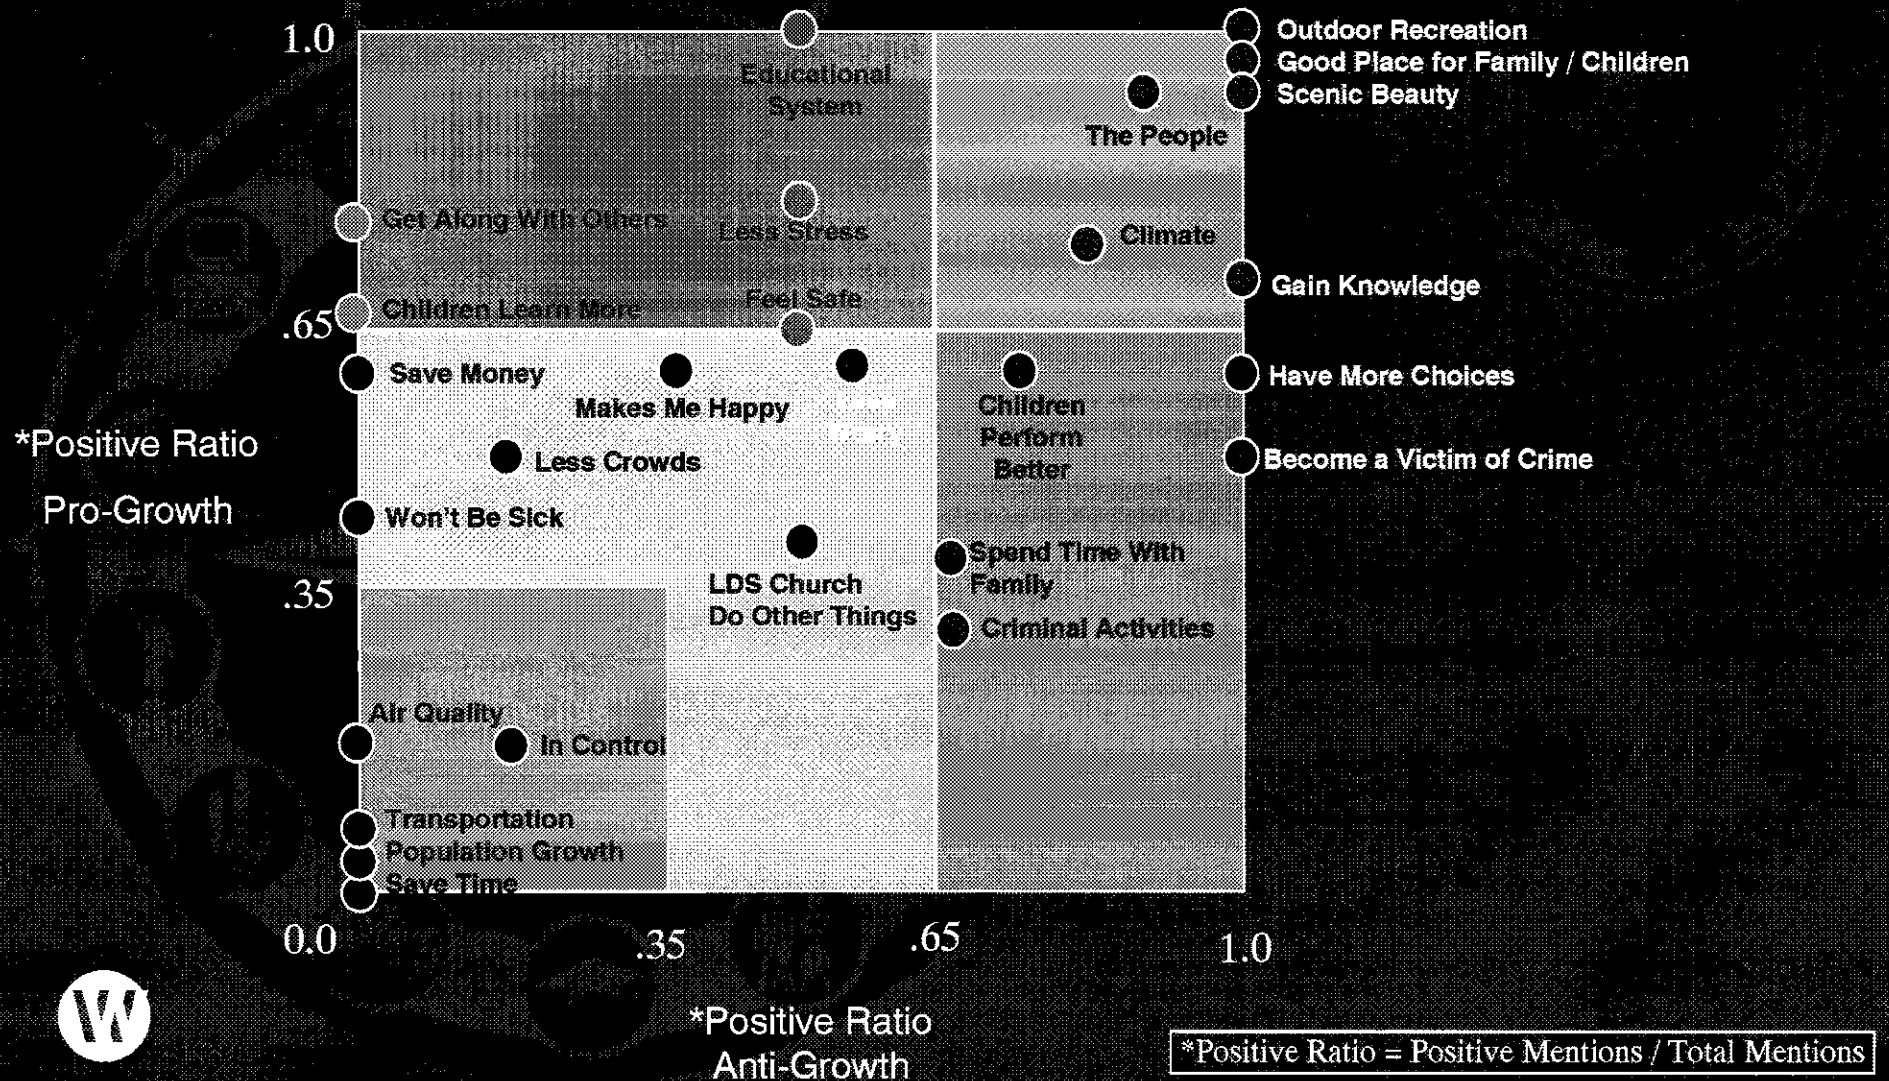 1.0
Outdoor Recreation
Good Place for Family / Children
Scenic Beauty
Educational
System
The People
Get Along With Others
Less Stress
Climate
Gain Knowledge
Feel Safe
Children Learn More
.65
Save Money
Makes Me Happy
Have More Choices
Children
Perform
Better
*Positive Ratio
Pro-Growth
Less Crowds
Become a Victim of Crime
Won't Be Sick
Spend Time With
Family
.35
LDS Church
Do Other Things
Criminal Activities
Air Quality
In Control
Transportation
Population Growth
Save Time
0.0
.35
.65
1.0
W
*Positive Ratio
Anti-Growth
*Positive Ratio = Positive Mentions / Total Mentions